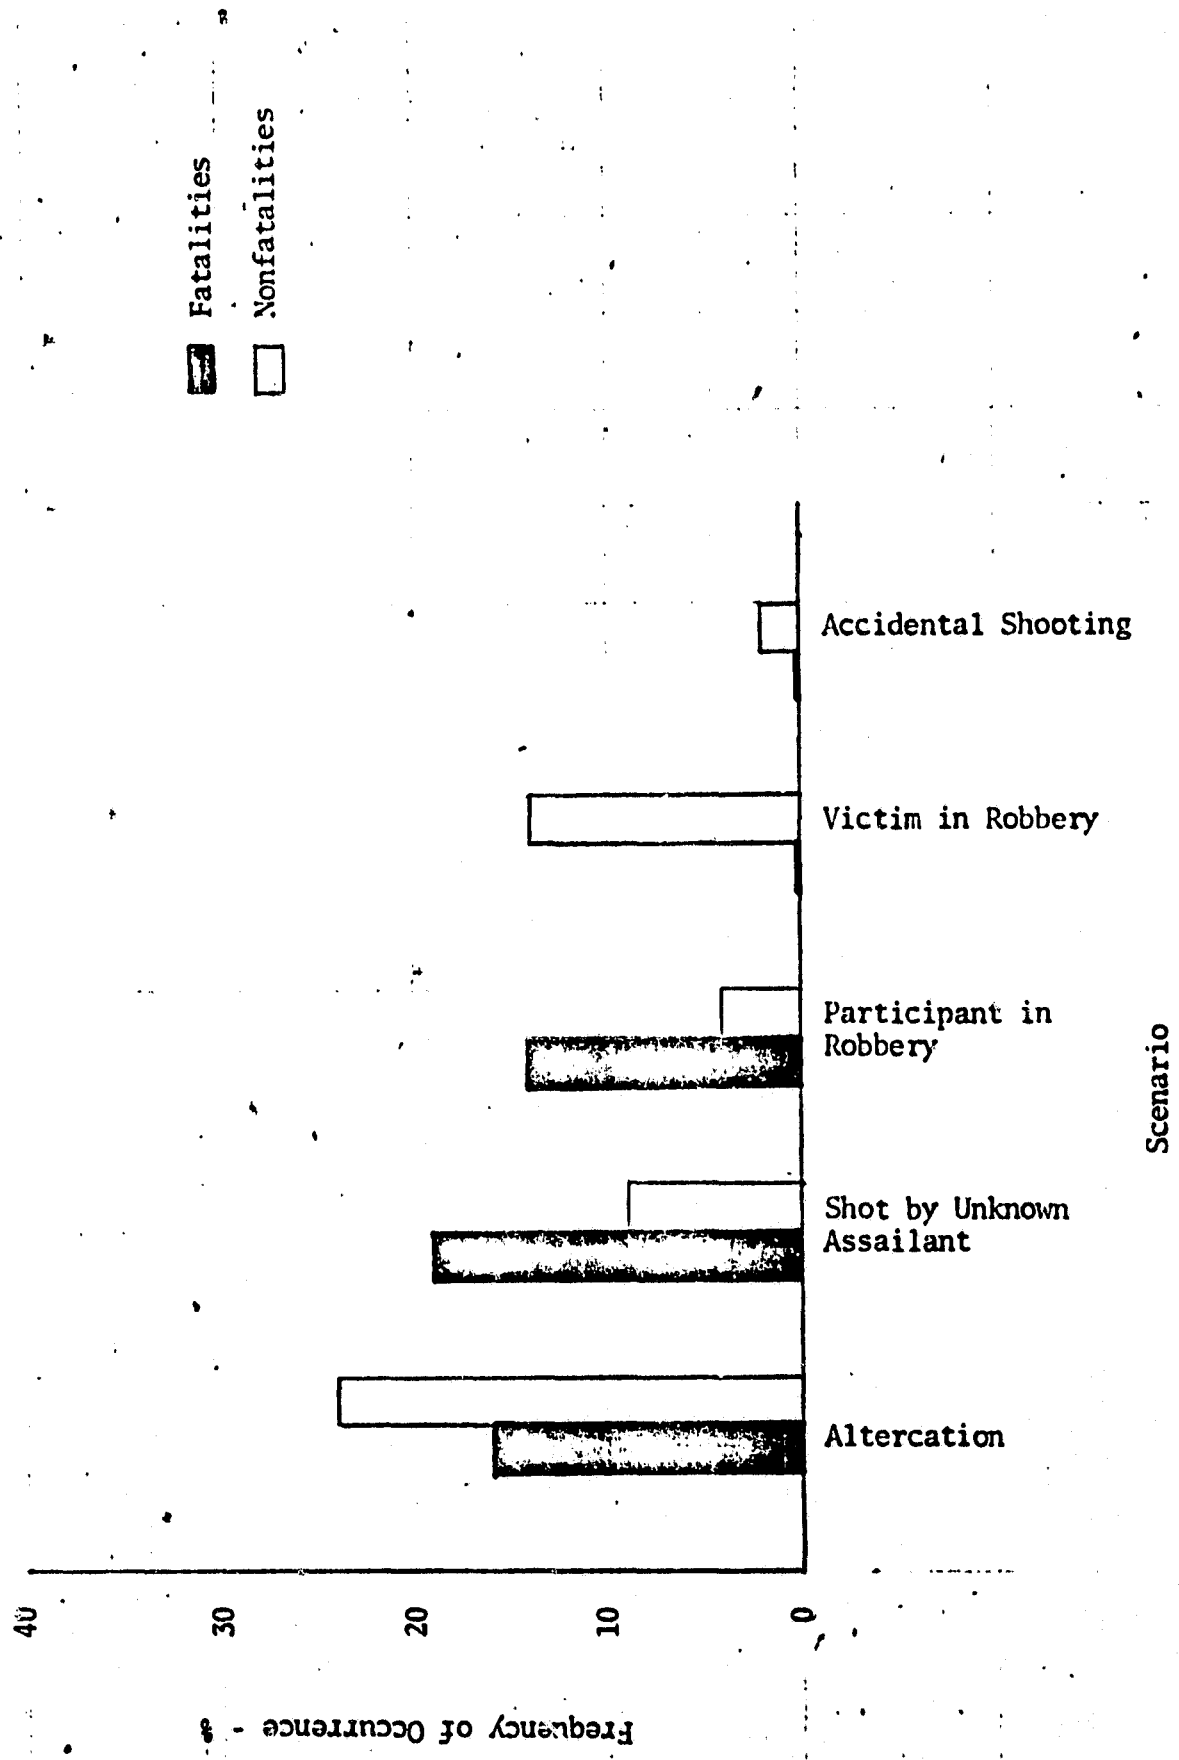 Fatalities
Nonfatalities
40
30
20
10
0
Frequency of Occurrence - %
Altercation
Shot by Unknown
Assailant
Participant in
Robbery
Victim in Robbery
Accidental Shooting
Scenario